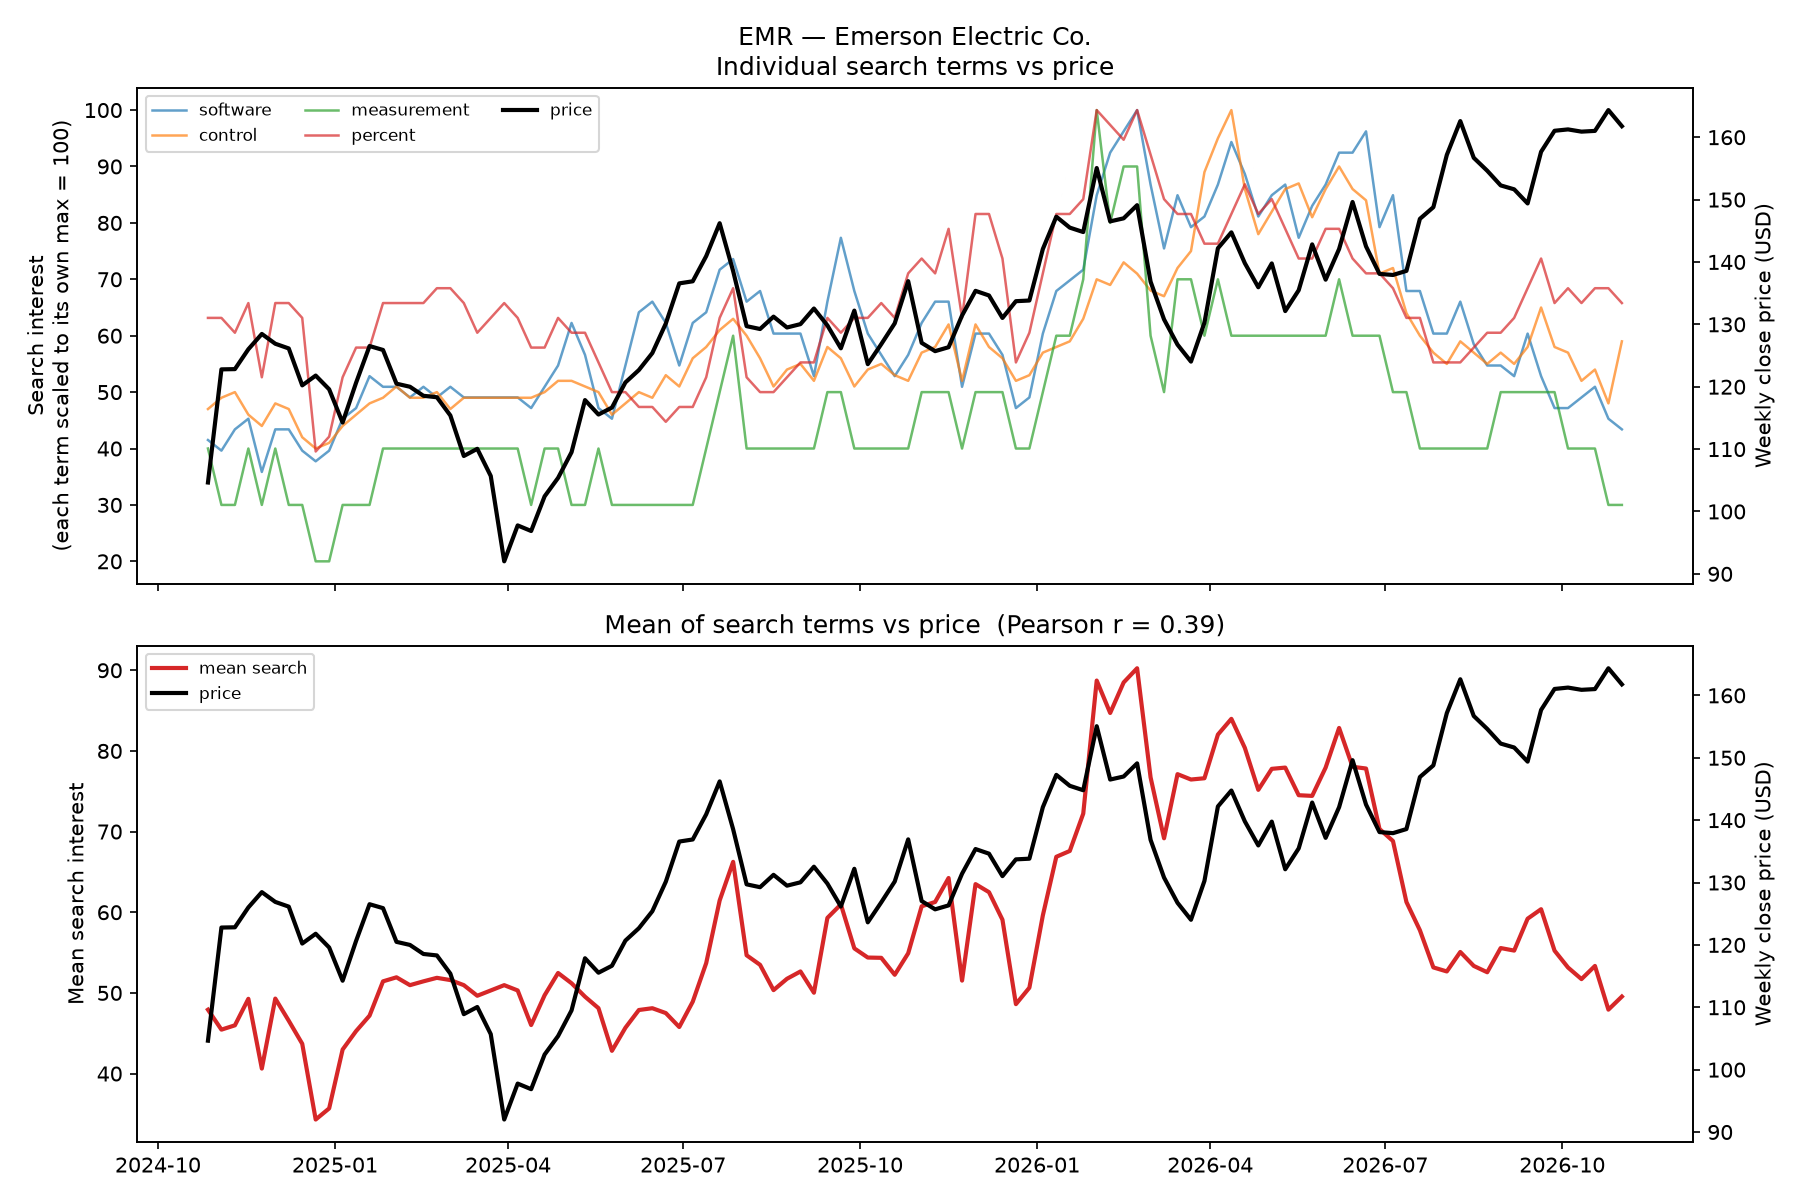 EMR — Emerson Electric Co.
Individual search terms vs price
software
control
measurement
percent
price
Search interest
(each term scaled to its own max = 100)
100
90
80
70
60
50
40
30
20
Weekly close price (USD)
160
150
140
130
120
110
100
90
Mean of search terms vs price (Pearson r = 0.39)
mean search
price
Mean search interest
90
80
70
60
50
40
Weekly close price (USD)
160
150
140
130
120
110
100
90
2024-10
2025-01
2025-04
2025-07
2025-10
2026-01
2026-04
2026-07
2026-10